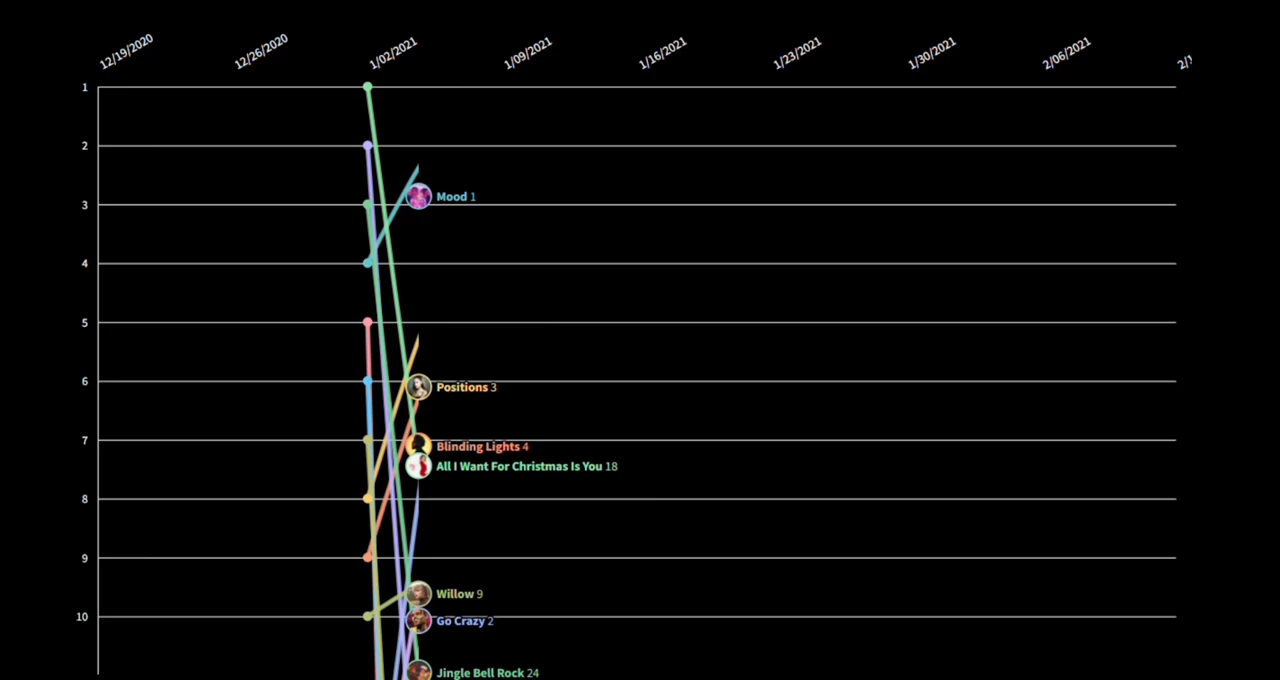 12/19/2020
12/26/2020
1/02/2021
1/09/2021
1/16/2021
1/23/2021
1/30/2021
2/06/2021
2/1
1
2
Mood 1
3
4
5
6
Positions 3
7
Blinding Lights 4
All I Want For Christmas Is You 18
8
9
Willow 9
10
Go Crazy 2
Jingle Bell Rock 24